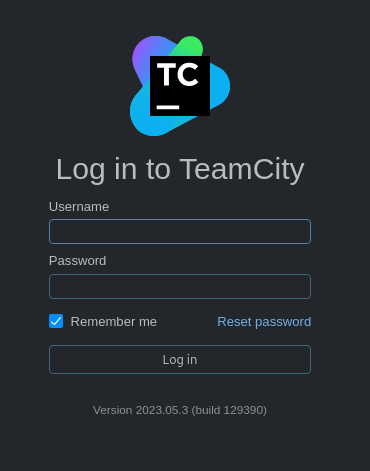 TC
Log in to TeamCity
Username
Password
Remember me Reset password
Log in
Version 2023.05.3 (build 129390)